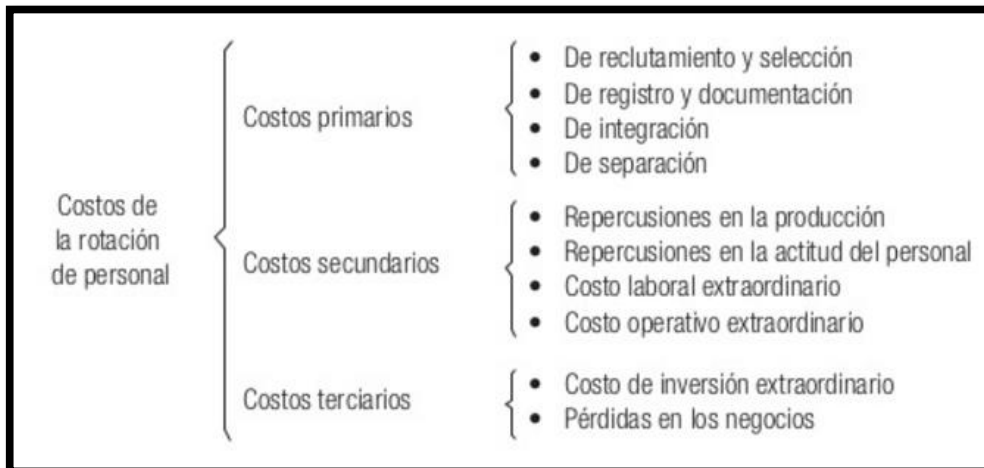 Costos de
la rotación
de personal
Costos primarios
• De reclutamiento y selección
• De registro y documentación
• De integración
• De separación
Costos secundarios
• Repercusiones en la producción
• Repercusiones en la actitud del personal
• Costo laboral extraordinario
• Costo operativo extraordinario
Costos terciarios
• Costo de inversión extraordinario
• Pérdidas en los negocios